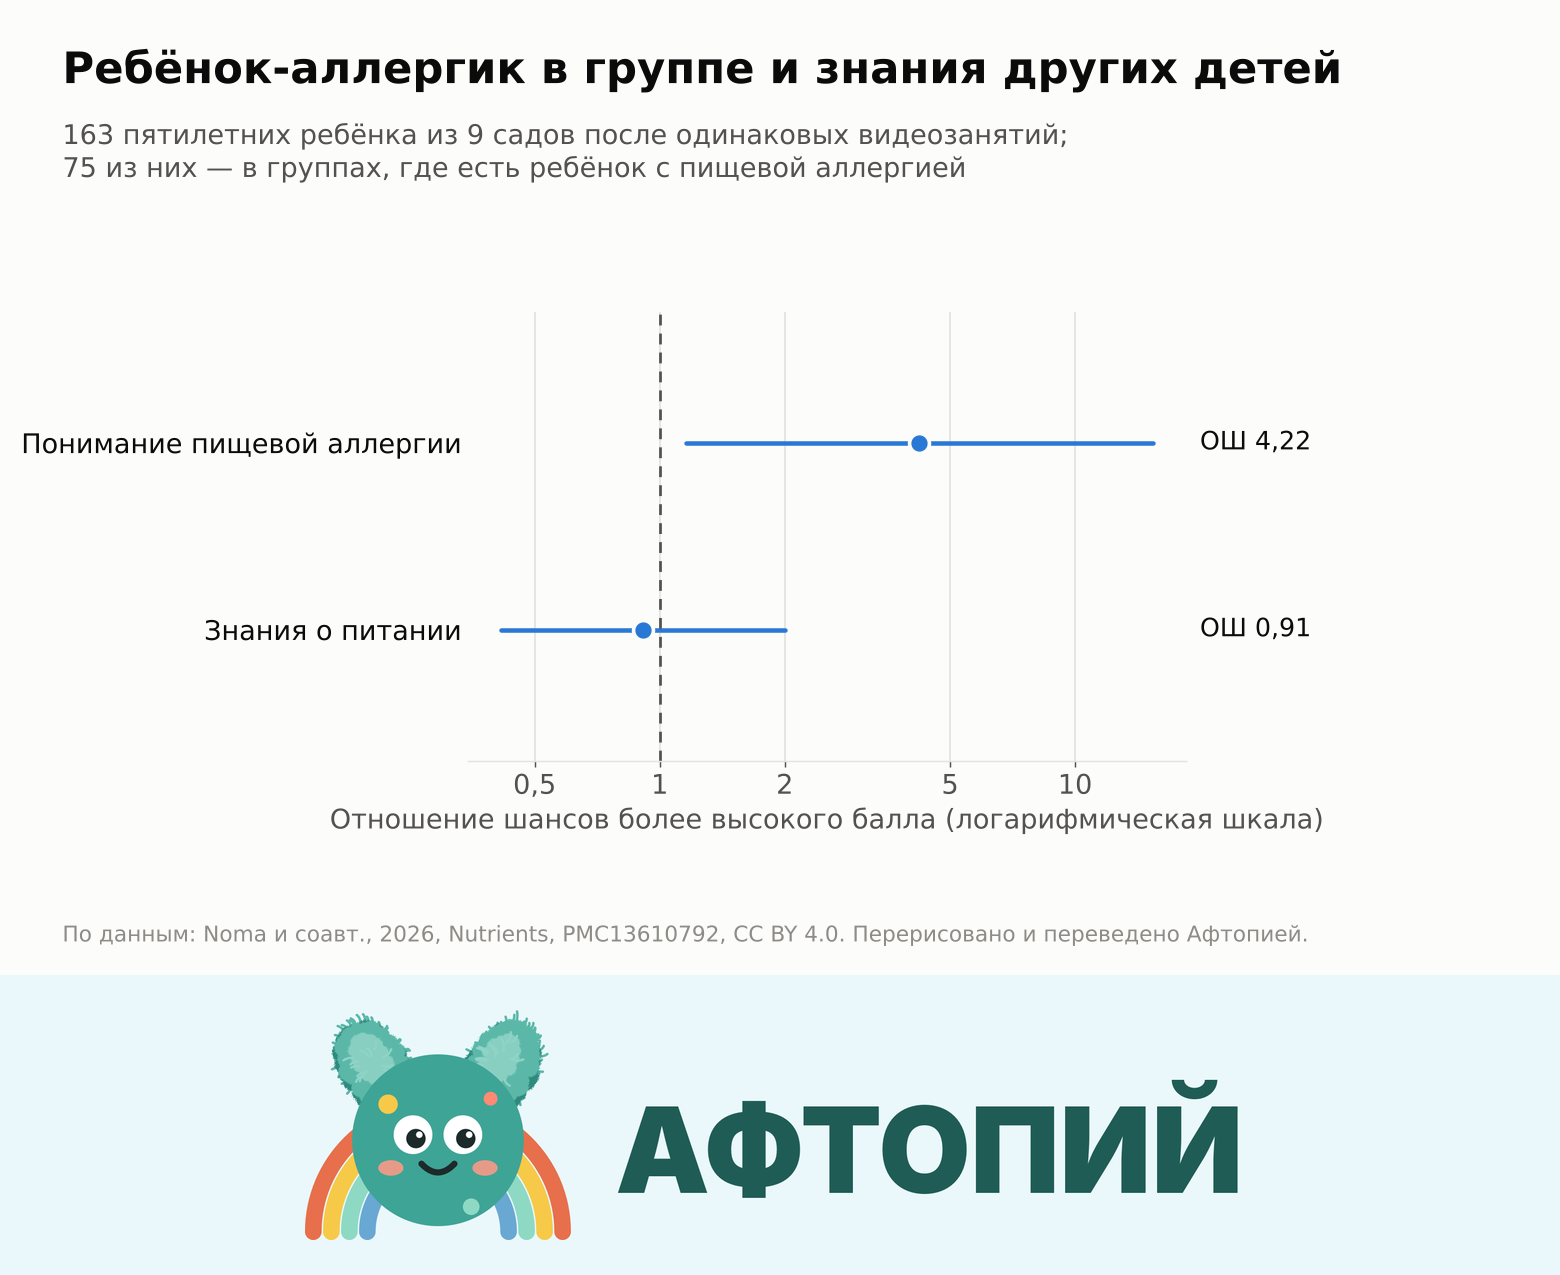 Ребёнок-аллергик в группе и знания других детей
163 пятилетних ребёнка из 9 садов после одинаковых видеозанятий;
75 из них — в группах, где есть ребёнок с пищевой аллергией
Понимание пищевой аллергии
ОШ 4,22
Знания о питании
ОШ 0,91
0,5 1 2 5 10
Отношение шансов более высокого балла (логарифмическая шкала)
По данным: Noma и соавт., 2026, Nutrients, PMC13610792, CC BY 4.0. Перерисовано и переведено Афтопией.
АФТОПИЙ